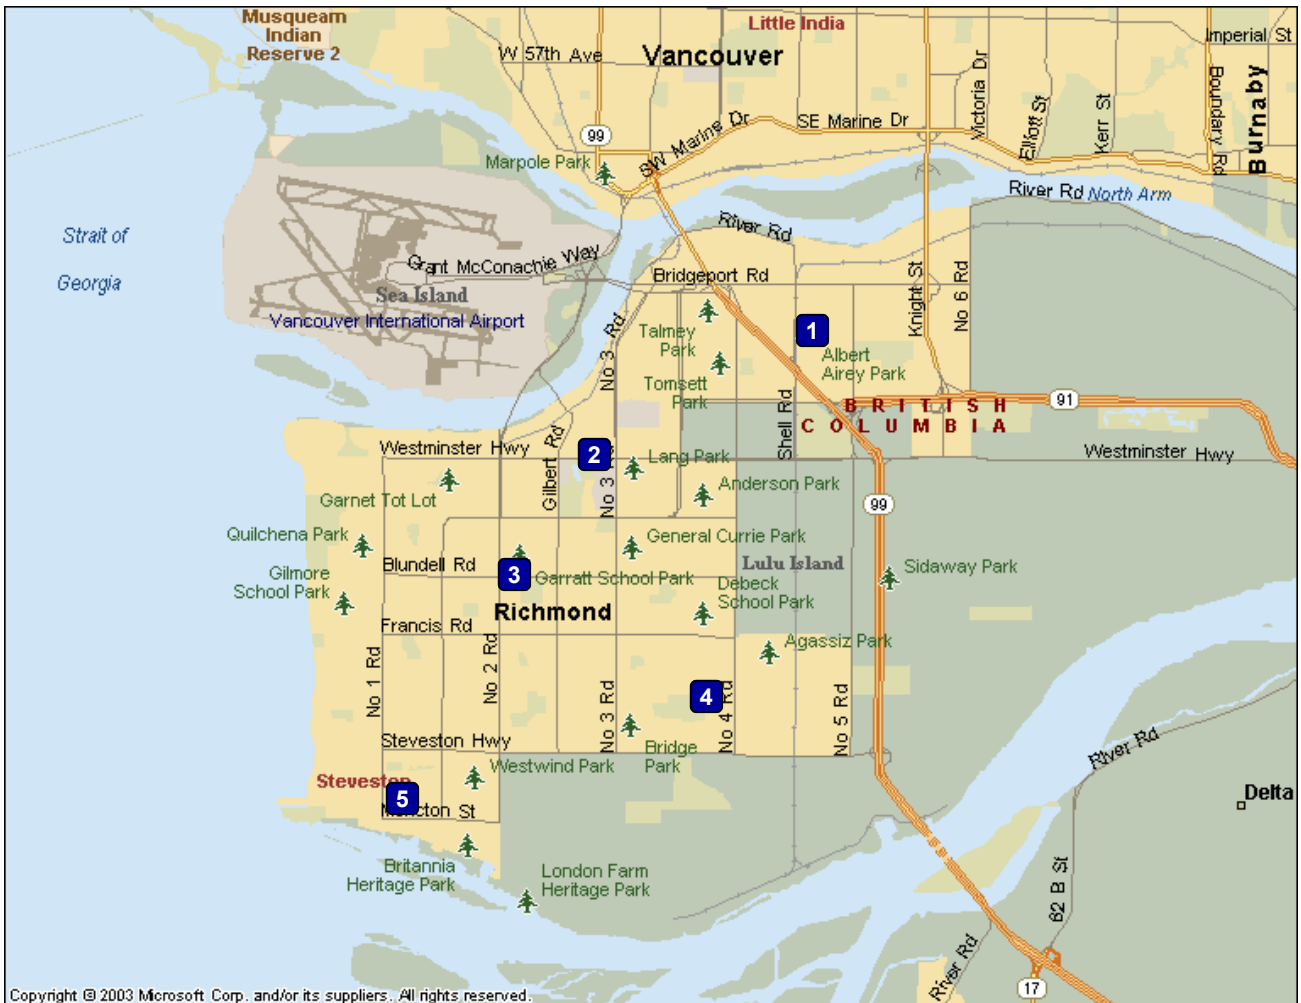 Musqueam
Indian
Reserve 2
Little India
W 57th Ave
Vancouver
Imperial St
Victoria Dr
Elliott St
Kerr St
Boundary Rd
Burnaby
99
SW Marine Dr
SE Marine Dr
Marpole Park
River Rd
North Arm
Strait of
Georgia
River Rd
Grant McConachie Way
Bridgeport Rd
Sea Island
Vancouver International Airport
Knight St
No 6 Rd
No 3 Rd
Talmey
Park
1
Albert
Airey Park
Tomsett
Park
Shell Rd
BRITISH
COLUMBIA
91
Westminster Hwy
Gilbert Rd
2
No 3 Rd
Lang Park
Westminster Hwy
Garnet Tot Lot
Anderson Park
99
Quilchena Park
General Currie Park
Blundell Rd
Gilmore
School Park
3
Garratt School Park
Lulu Island
Debeck
School Park
Sidaway Park
Richmond
Francis Rd
Agassiz Park
No 1 Rd
No 2 Rd
No 3 Rd
4
No 4 Rd
No 5 Rd
Steveston Hwy
Bridge
Park
River Rd
Westwind Park
Steveston
5
Moncton St
Delta
Britannia
Heritage Park
London Farm
Heritage Park
62 B St
River Rd
17
Copyright © 2003 Microsoft Corp. and/or its suppliers. All rights reserved.